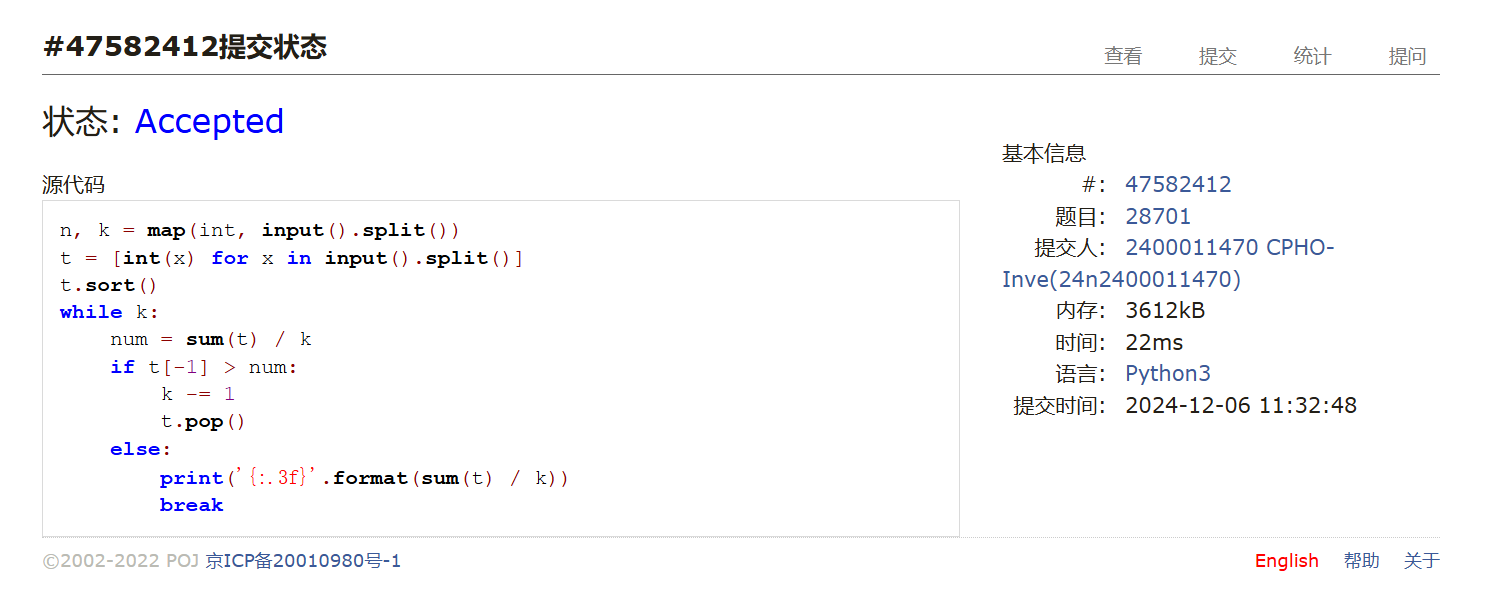 #47582412提交状态
查看 提交 统计 提问
状态: Accepted
源代码
n, k = map(int, input().split())
t = [int(x) for x in input().split()]
t.sort()
while k:
    num = sum(t) / k
    if t[-1] > num:
        k -= 1
        t.pop()
    else:
        print('{:.3f}'.format(sum(t) / k))
        break
基本信息
#: 47582412
题目: 28701
提交人: 2400011470 CPHO-
Inve(24n2400011470)
内存: 3612kB
时间: 22ms
语言: Python3
提交时间: 2024-12-06 11:32:48
©2002-2022 POJ 京ICP备20010980号-1
English 帮助 关于